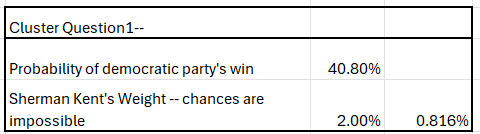 Cluster Question1--
Probability of democratic party's win 40.80%
Sherman Kent's Weight -- chances are
impossible 2.00% 0.816%